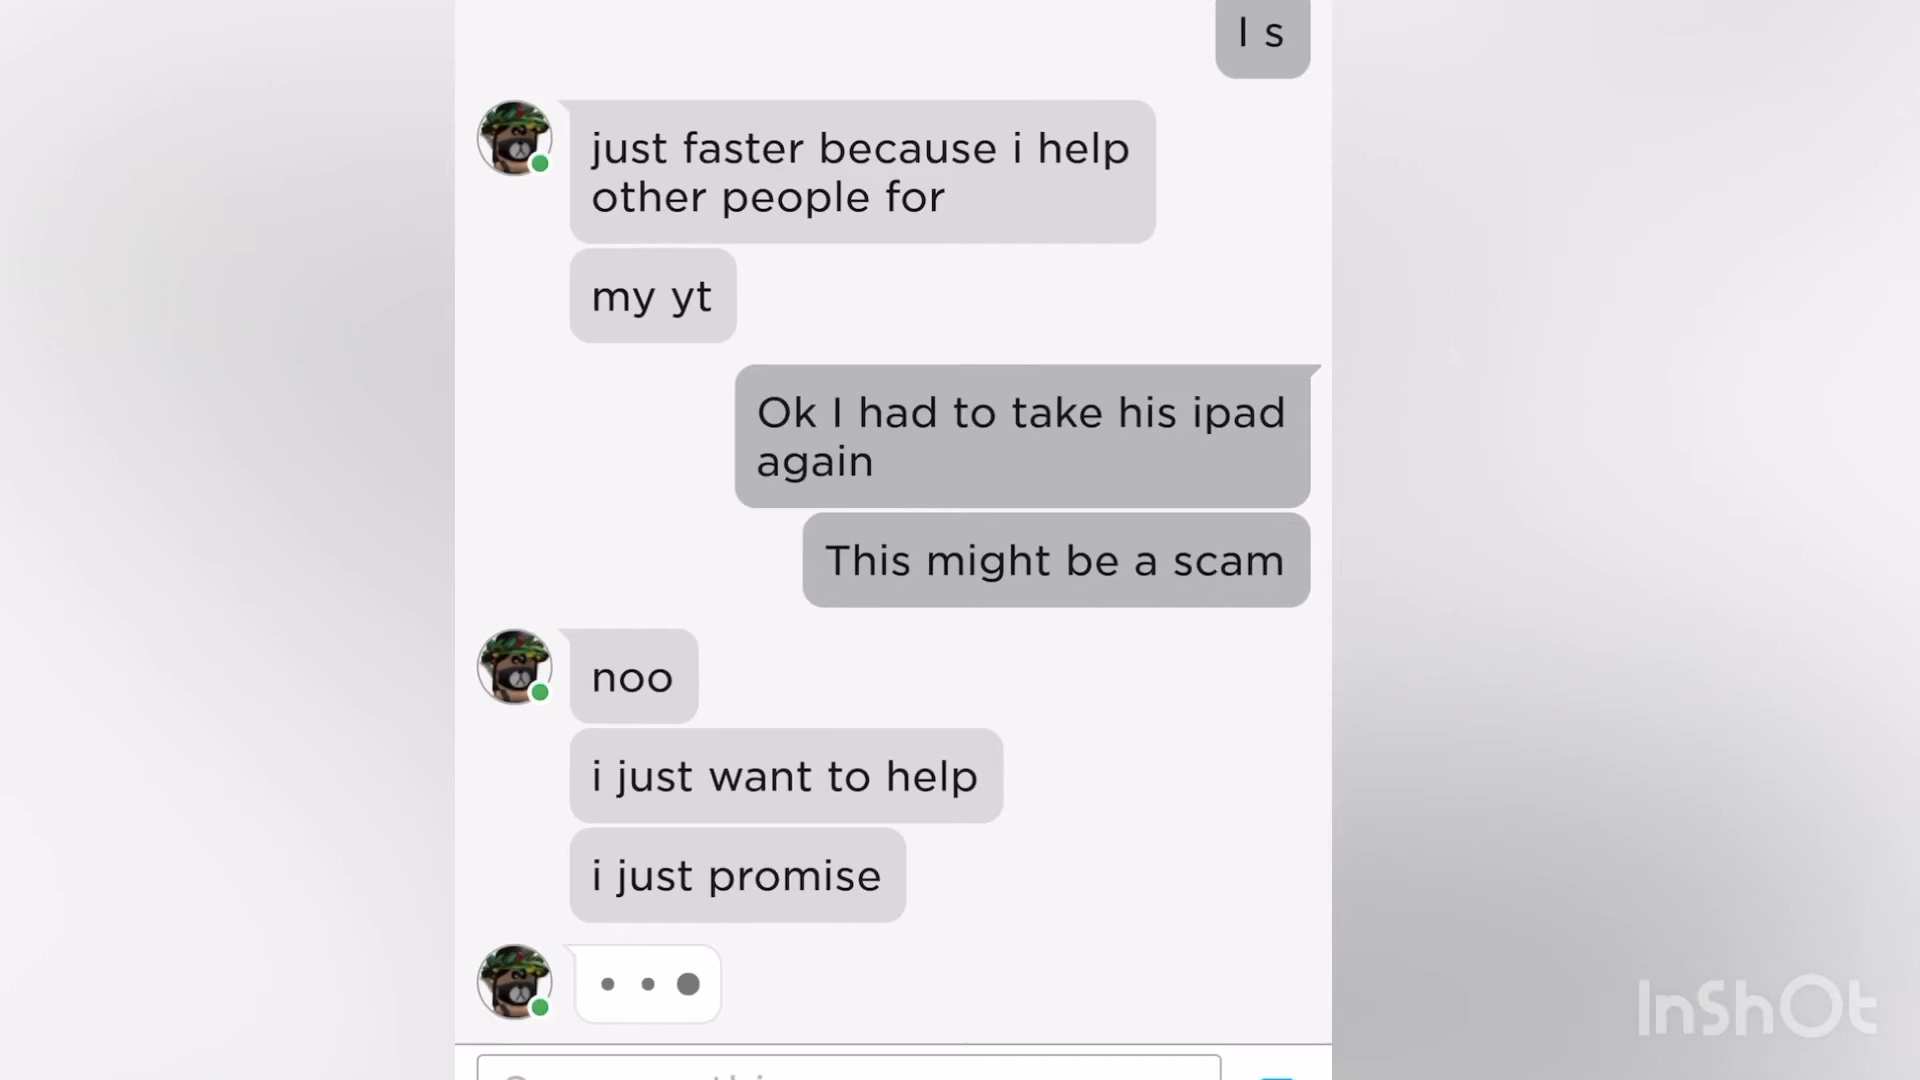 I s
just faster because i help
other people for
my yt
Ok I had to take his ipad
again
This might be a scam
noo
i just want to help
i just promise
InShOt